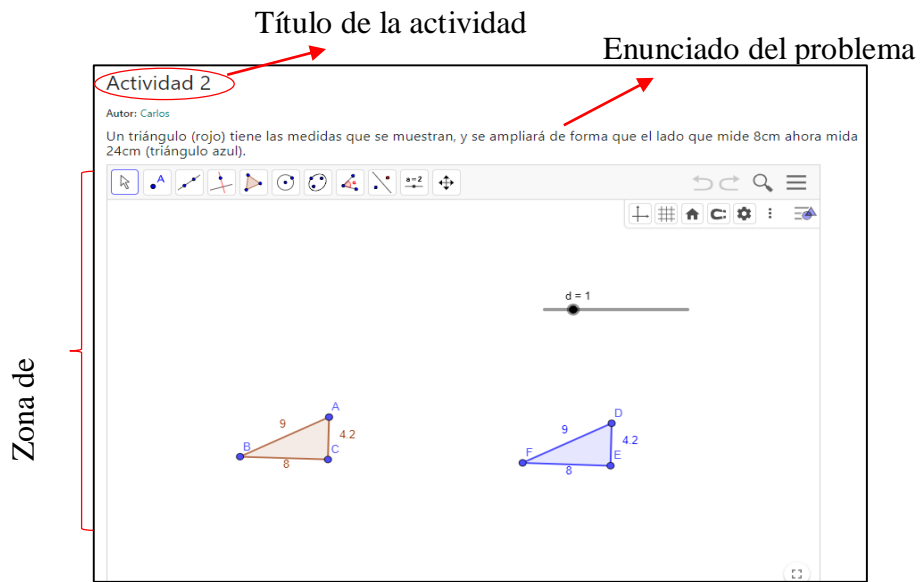 Título de la actividad
Enunciado del problema
Actividad 2
Autor: Carlos
Un triángulo (rojo) tiene las medidas que se muestran, y se ampliará de forma que el lado que mide 8cm ahora mida
24cm (triángulo azul).
A
a=2
d = 1
Zona de
A
9
4.2
B
C
8
D
9
4.2
F
E
8